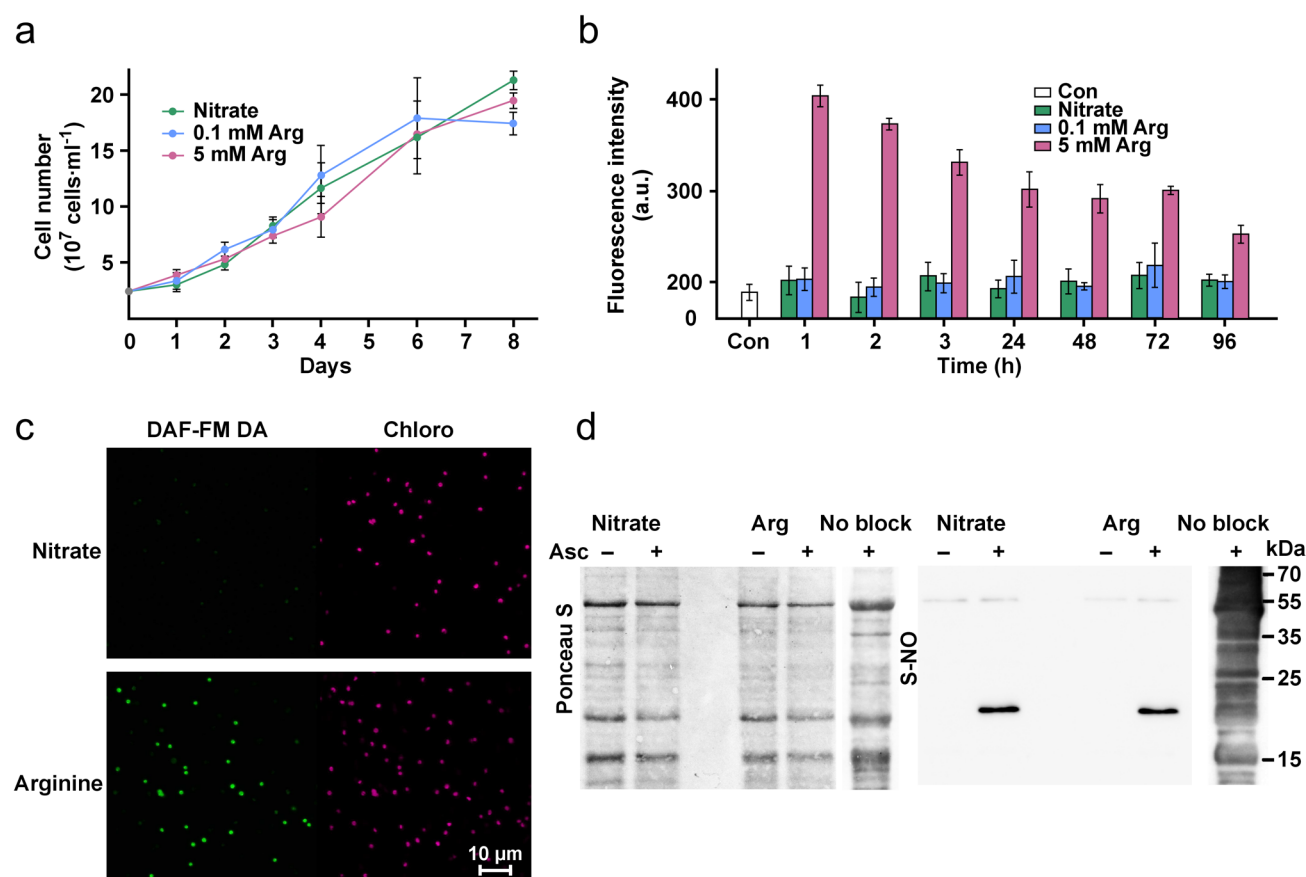 a
Cell number
(10⁷ cells·ml⁻¹)
20
15
10
5
Nitrate
0.1 mM Arg
5 mM Arg
0 1 2 3 4 5 6 7 8
Days
b
Fluorescence intensity
(a.u.)
400
300
200
0
Con
Nitrate
0.1 mM Arg
5 mM Arg
Con 1 2 3 24 48 72 96
Time (h)
c
DAF-FM DA Chloro
Nitrate
Arginine
10 µm
d
Nitrate Arg No block Nitrate Arg No block
Asc – + – + + – + – + + kDa
Ponceau S
S-NO
70
55
35
25
15